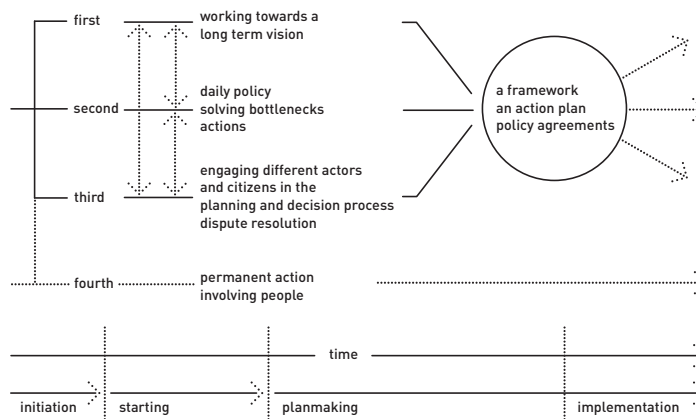 first
working towards a
long term vision
second
daily policy
solving bottlenecks
actions
third
engaging different actors
and citizens in the
planning and decision process
dispute resolution
a framework
an action plan
policy agreements
fourth
permanent action
involving people
time
initiation
starting
planmaking
implementation